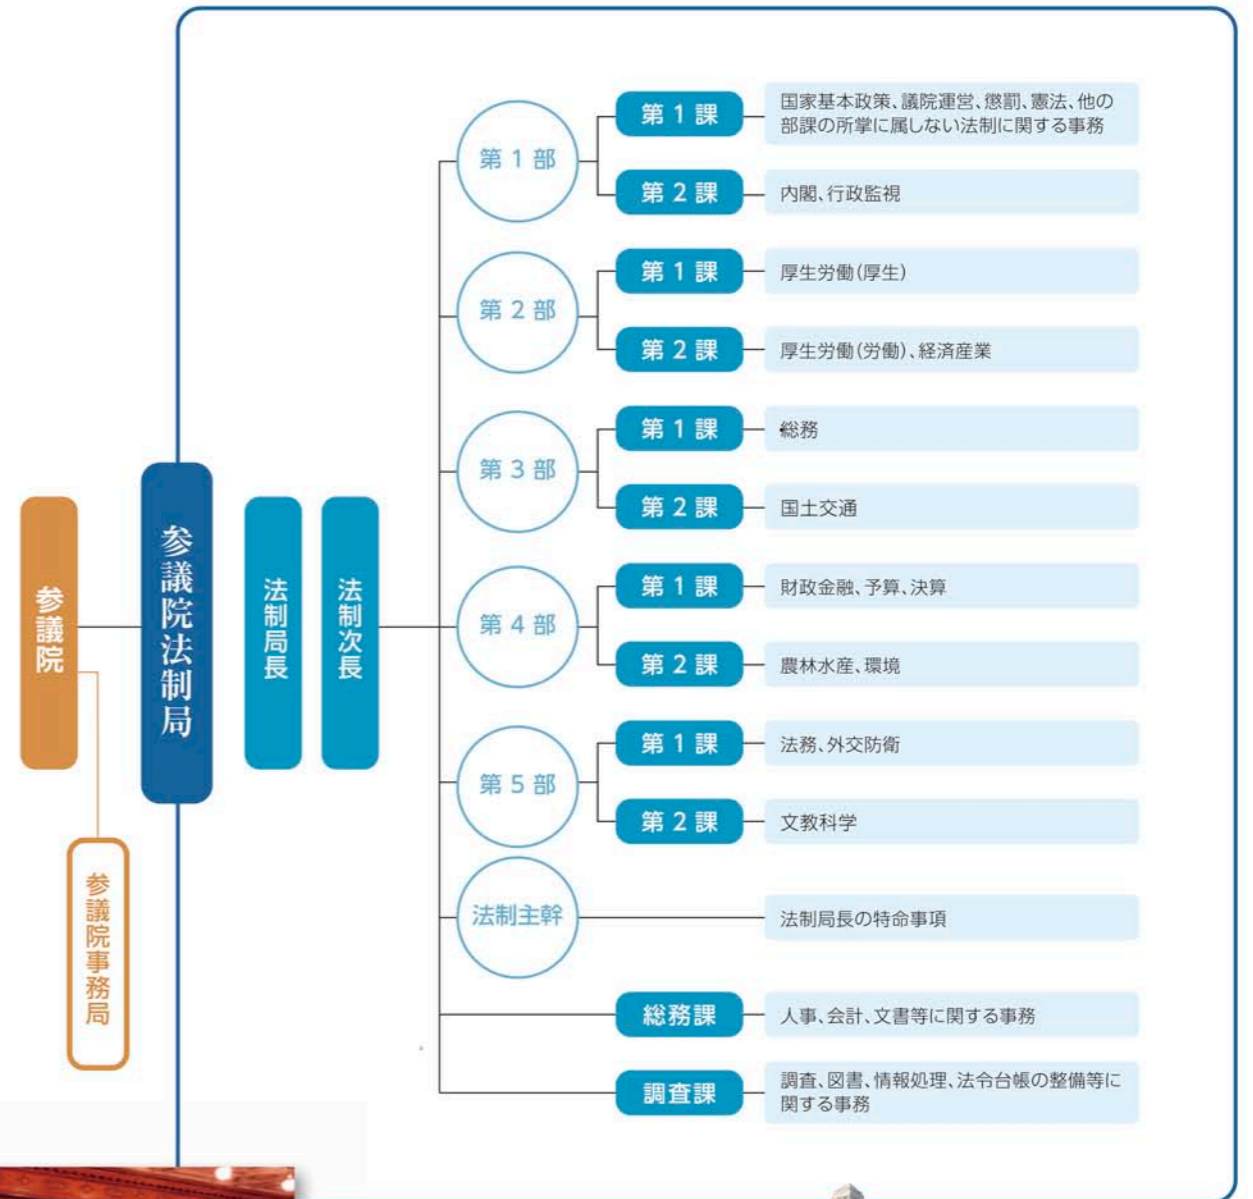 参議院
参議院事務局
参議院法制局
法制局長
法制次長
第1部
第1課
国家基本政策、議院運営、懲罰、憲法、他の
部課の所掌に属しない法制に関する事務
第2課
内閣、行政監視
第2部
第1課
厚生労働(厚生)
第2課
厚生労働(労働)、経済産業
第3部
第1課
総務
第2課
国土交通
第4部
第1課
財政金融、予算、決算
第2課
農林水産、環境
第5部
第1課
法務、外交防衛
第2課
文教科学
法制主幹
法制局長の特命事項
総務課
人事、会計、文書等に関する事務
調査課
調査、図書、情報処理、法令台帳の整備等に
関する事務